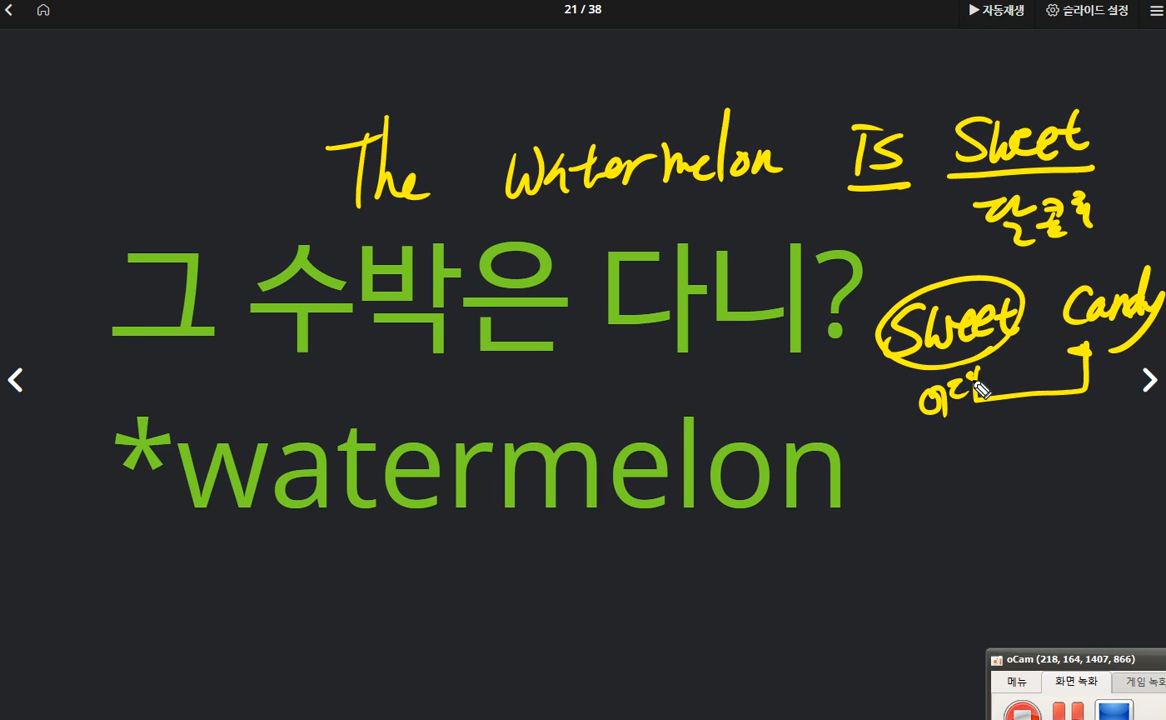 21 / 38
자동재생
슬라이드 설정
The watermelon is sweet
달콤
그 수박은 다니?
sweet candy
*watermelon
oCam (218, 164, 1407, 866)
메뉴
화면 녹화
게임 녹화